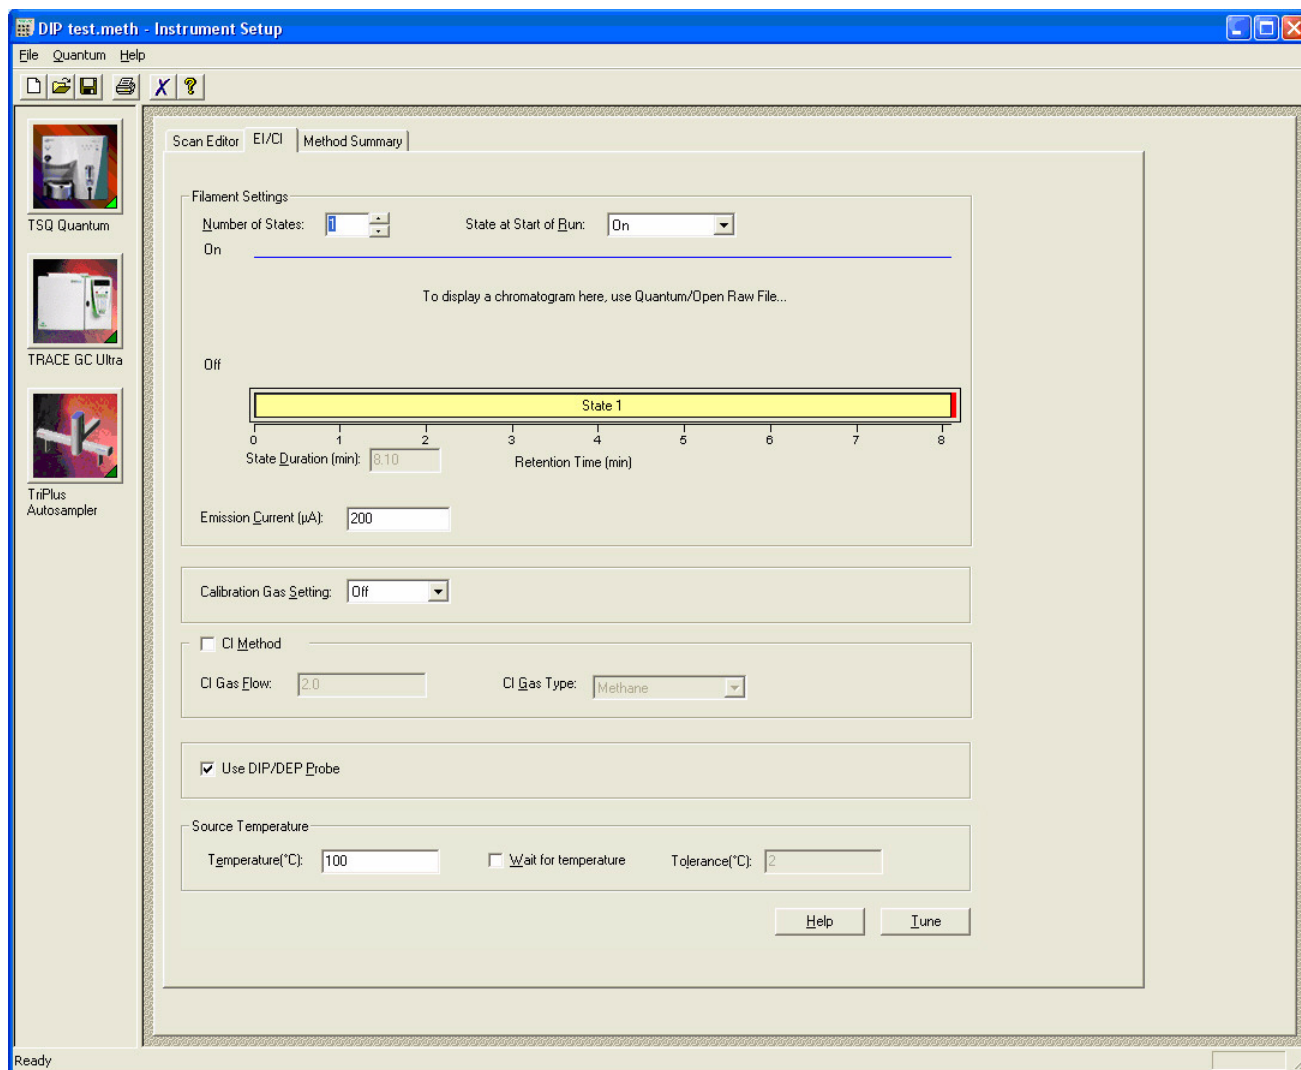 DIP test.meth - Instrument Setup
File Quantum Help
Scan Editor EI/CI Method Summary
TSQ Quantum
TRACE GC Ultra
TriPlus
Autosampler
Filament Settings
Number of States: 1 State at Start of Run: On
On
To display a chromatogram here, use Quantum/Open Raw File...
Off
State 1
0 1 2 3 4 5 6 7 8
State Duration (min): 8.10 Retention Time (min)
Emission Current (µA): 200
Calibration Gas Setting: Off
CI Method
CI Gas Flow: 2.0 CI Gas Type: Methane
Use DIP/DEP Probe
Source Temperature
Temperature(°C): 100 Wait for temperature Tolerance(°C): 2
Help Tune
Ready